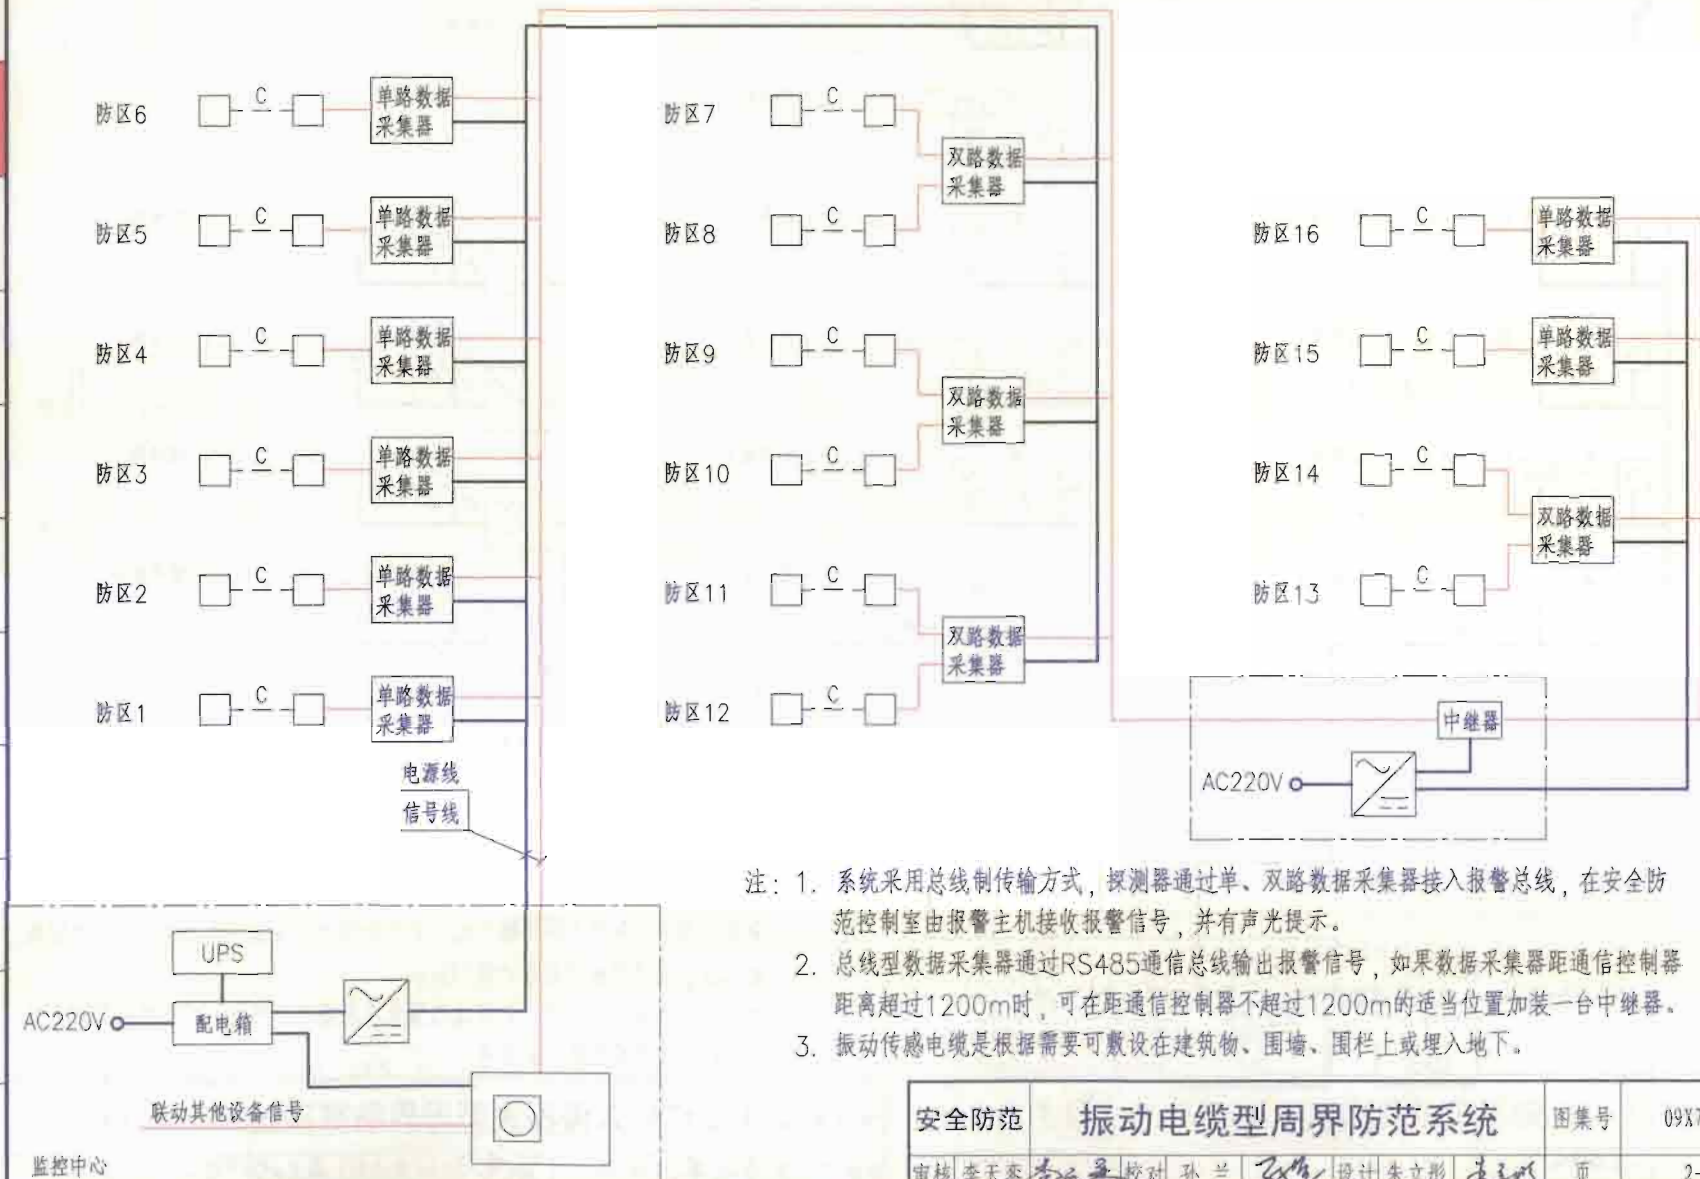 防区6
C
单路数据
采集器
防区5
C
单路数据
采集器
防区4
C
单路数据
采集器
防区3
C
单路数据
采集器
防区2
C
单路数据
采集器
防区1
C
单路数据
采集器
电源线
信号线
防区7
C
双路数据
采集器
防区8
C
防区9
C
双路数据
采集器
防区10
C
防区11
C
双路数据
采集器
防区12
C
防区16
C
单路数据
采集器
防区15
C
单路数据
采集器
防区14
C
双路数据
采集器
防区13
C
中继器
AC220V
UPS
AC220V
配电箱
联动其他设备信号
监控中心
注：1. 系统采用总线制传输方式，探测器通过单、双路数据采集器接入报警总线，在安全防
范控制室由报警主机接收报警信号，并有声光提示。
2. 总线型数据采集器通过RS485通信总线输出报警信号，如果数据采集器距通信控制器
距离超过1200m时，可在距通信控制器不超过1200m的适当位置加装一台中继器。
3. 振动传感电缆是根据需要可敷设在建筑物、围墙、围栏上或埋入地下。
安全防范 振动电缆型周界防范系统 图集号 09X7
审核 校对 孙兰 设计 朱立彤 页 2-